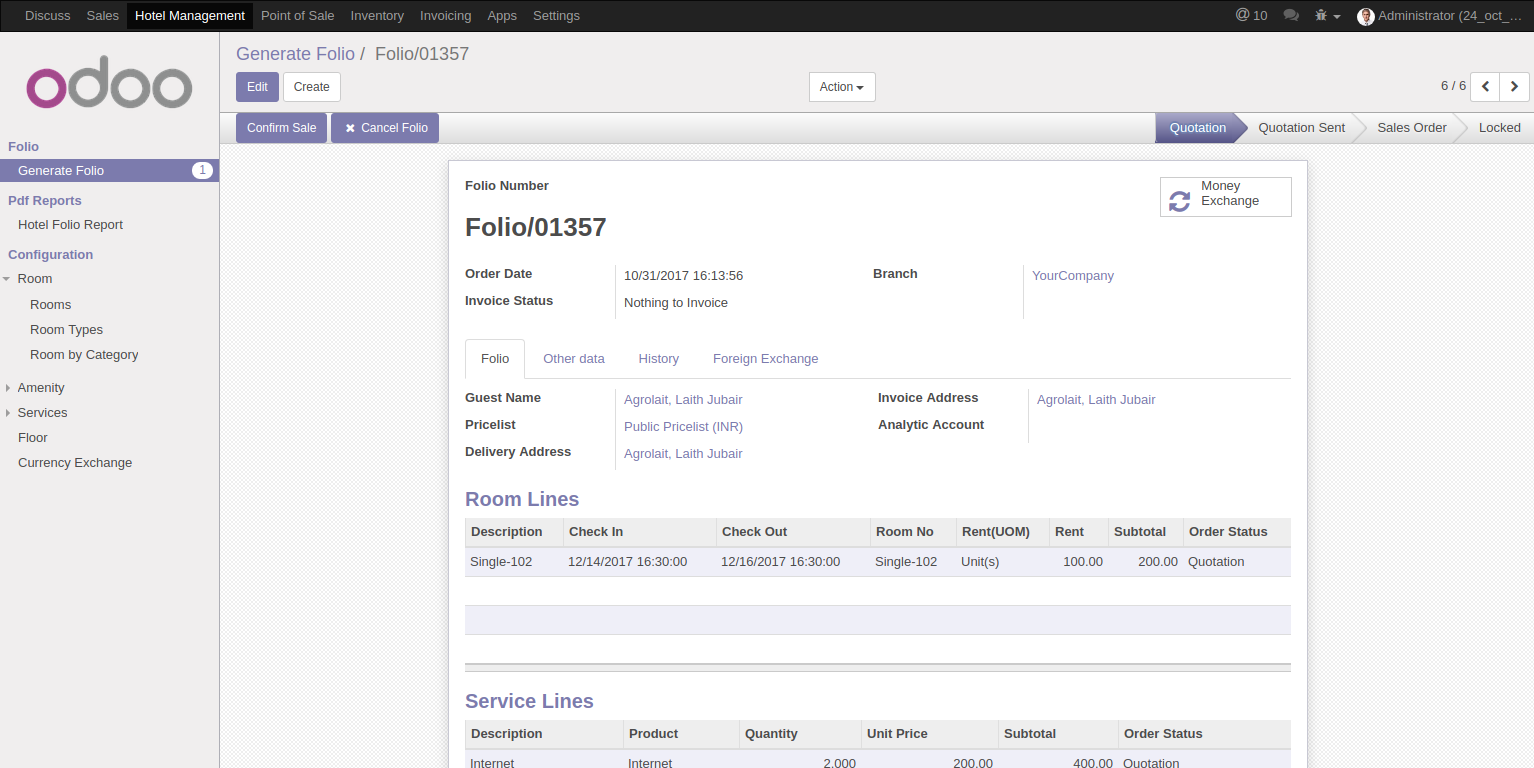 Discuss Sales Hotel Management Point of Sale Inventory Invoicing Apps Settings @ 10 Administrator (24_oct_...
odoo
Generate Folio / Folio/01357
Edit Create Action 6 / 6
Confirm Sale ✖ Cancel Folio Quotation Quotation Sent Sales Order Locked
Folio
Generate Folio 1
Pdf Reports
Hotel Folio Report
Configuration
Room
Rooms
Room Types
Room by Category
Amenity
Services
Floor
Currency Exchange
Folio Number
Money
Exchange
Folio/01357
Order Date 10/31/2017 16:13:56 Branch YourCompany
Invoice Status Nothing to Invoice
Folio Other data History Foreign Exchange
Guest Name Agrolait, Laith Jubair Invoice Address Agrolait, Laith Jubair
Pricelist Public Pricelist (INR) Analytic Account
Delivery Address Agrolait, Laith Jubair
Room Lines
Description Check In Check Out Room No Rent(UOM) Rent Subtotal Order Status
Single-102 12/14/2017 16:30:00 12/16/2017 16:30:00 Single-102 Unit(s) 100.00 200.00 Quotation
Service Lines
Description Product Quantity Unit Price Subtotal Order Status
Internet Internet 2.000 200.00 400.00 Quotation